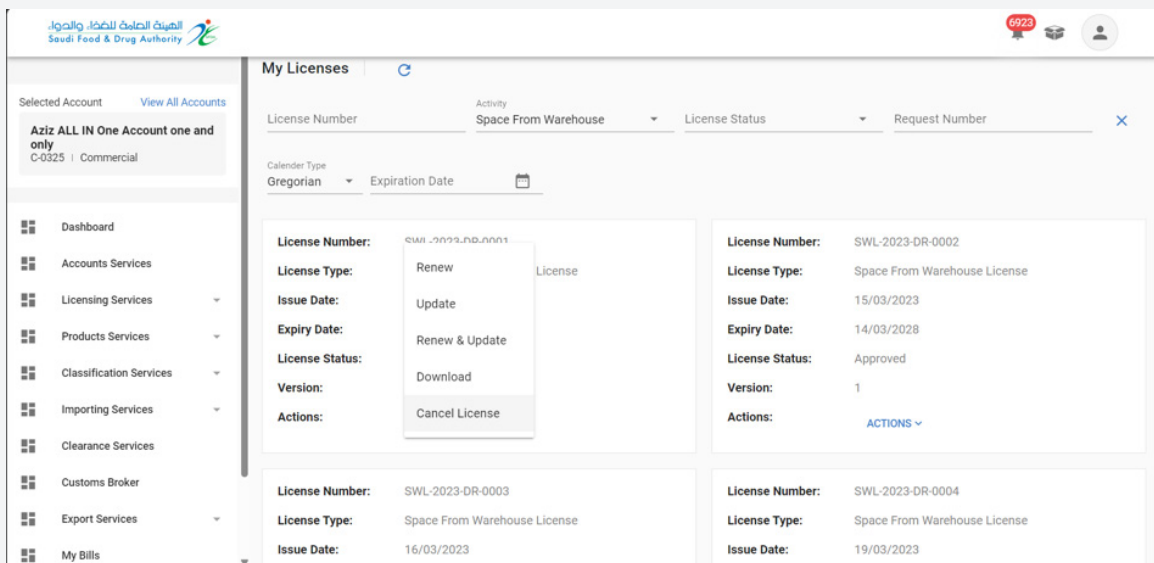 الهيئة العامة للغذاء والدواء
Saudi Food & Drug Authority
6923
Selected Account
View All Accounts
Aziz ALL IN One Account one and
only
C-0325 | Commercial
Dashboard
Accounts Services
Licensing Services
Products Services
Classification Services
Importing Services
Clearance Services
Customs Broker
Export Services
My Bills
My Licenses
License Number
Activity
Space From Warehouse
License Status
Request Number
Calender Type
Gregorian
Expiration Date
License Number: SWL-2023-DR-0001
License Type: License
Issue Date:
Expiry Date:
License Status:
Version:
Actions:
Renew
Update
Renew & Update
Download
Cancel License
License Number: SWL-2023-DR-0002
License Type: Space From Warehouse License
Issue Date: 15/03/2023
Expiry Date: 14/03/2028
License Status: Approved
Version: 1
Actions: ACTIONS
License Number: SWL-2023-DR-0003
License Type: Space From Warehouse License
Issue Date: 16/03/2023
License Number: SWL-2023-DR-0004
License Type: Space From Warehouse License
Issue Date: 19/03/2023